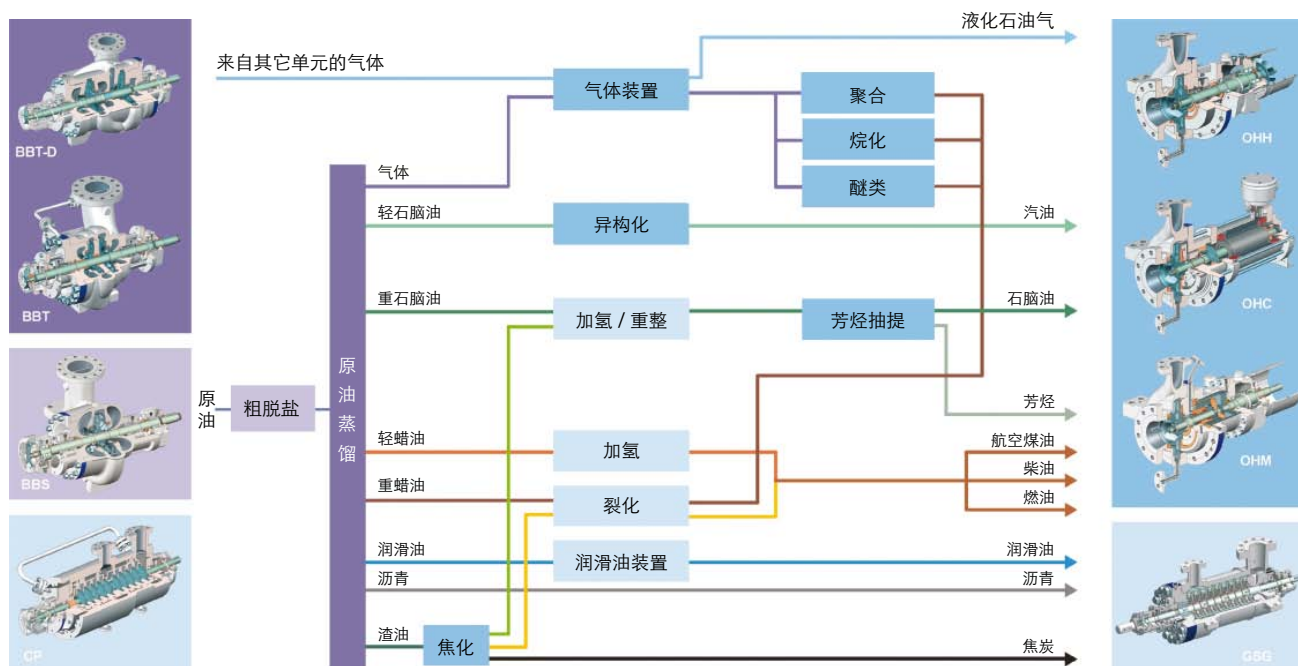 液化石油气
来自其它单元的气体
气体装置
聚合
烷化
醚类
BBT-D
OHH
气体
轻石脑油
异构化
汽油
BBT
OHC
重石脑油
加氢 / 重整
芳烃抽提
石脑油
原油
粗脱盐
原油蒸馏
芳烃
轻蜡油
加氢
航空煤油
柴油
燃油
OHM
BBS
重蜡油
裂化
润滑油
润滑油装置
润滑油
沥青
沥青
渣油
焦化
焦炭
CP
GSG